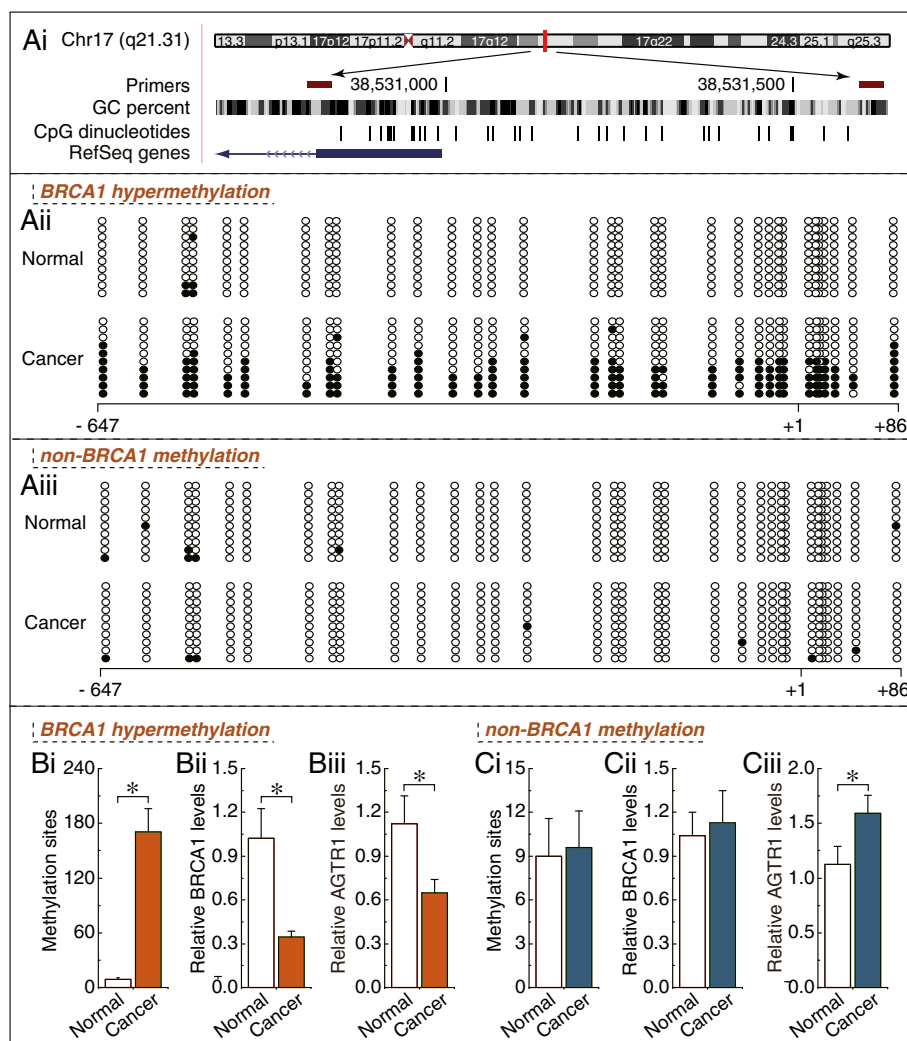 Ai Chr17 (q21.31) 13.3 p13.1 17p12 17p11.2 q11.2 17q12 17q22 24.3 25.1 q25.3
Primers 38,531,000 38,531,500
GC percent
CpG dinucleotides
RefSeq genes
BRCA1 hypermethylation
Aii
Normal
Cancer
- 647 +1 +86
non-BRCA1 methylation
Aiii
Normal
Cancer
- 647 +1 +86
BRCA1 hypermethylation non-BRCA1 methylation
Bi
Methylation sites
240
180
120
60
0
*
Normal Cancer
Bii
Relative BRCA1 levels
1.5
1.2
0.9
0.6
0.3
0.0
*
Normal Cancer
Biii
Relative AGTR1 levels
1.5
1.2
0.9
0.6
0.3
0.0
*
Normal Cancer
Ci
Methylation sites
15
12
9
6
3
0
Normal Cancer
Cii
Relative BRCA1 levels
1.5
1.2
0.9
0.6
0.3
0.0
Normal Cancer
Ciii
Relative AGTR1 levels
2.0
1.5
1.0
0.5
0.0
*
Normal Cancer